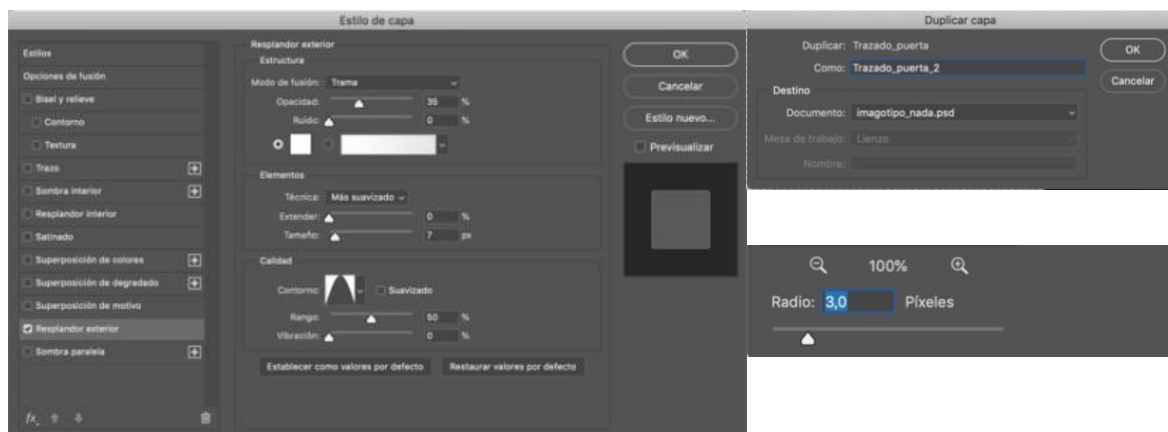 Estilo de capa
Estilos
Opciones de fusión
Bisel y relieve
Contorno
Textura
Trazo
Sombra interior
Resplandor interior
Satinado
Superposición de colores
Superposición de degradado
Superposición de motivo
Resplandor exterior
Sombra paralela
fx
Resplandor exterior
Estructura
Modo de fusión: Trama
Opacidad: 35 %
Ruido: 0 %
Elementos
Técnica: Más suavizado
Extender: 0 %
Tamaño: 7 px
Calidad
Contorno: Suavizado
Rango: 50 %
Vibración: 0 %
Establecer como valores por defecto Restaurar valores por defecto
OK
Cancelar
Estilo nuevo...
Previsualizar
Duplicar capa
Duplicar: Trazado_puerta
Como: Trazado_puerta_2
Destino
Documento: imagotipo_nada.psd
Mesa de trabajo: Lienzo
Nombre:
OK
Cancelar
100%
Radio: 3,0 Píxeles